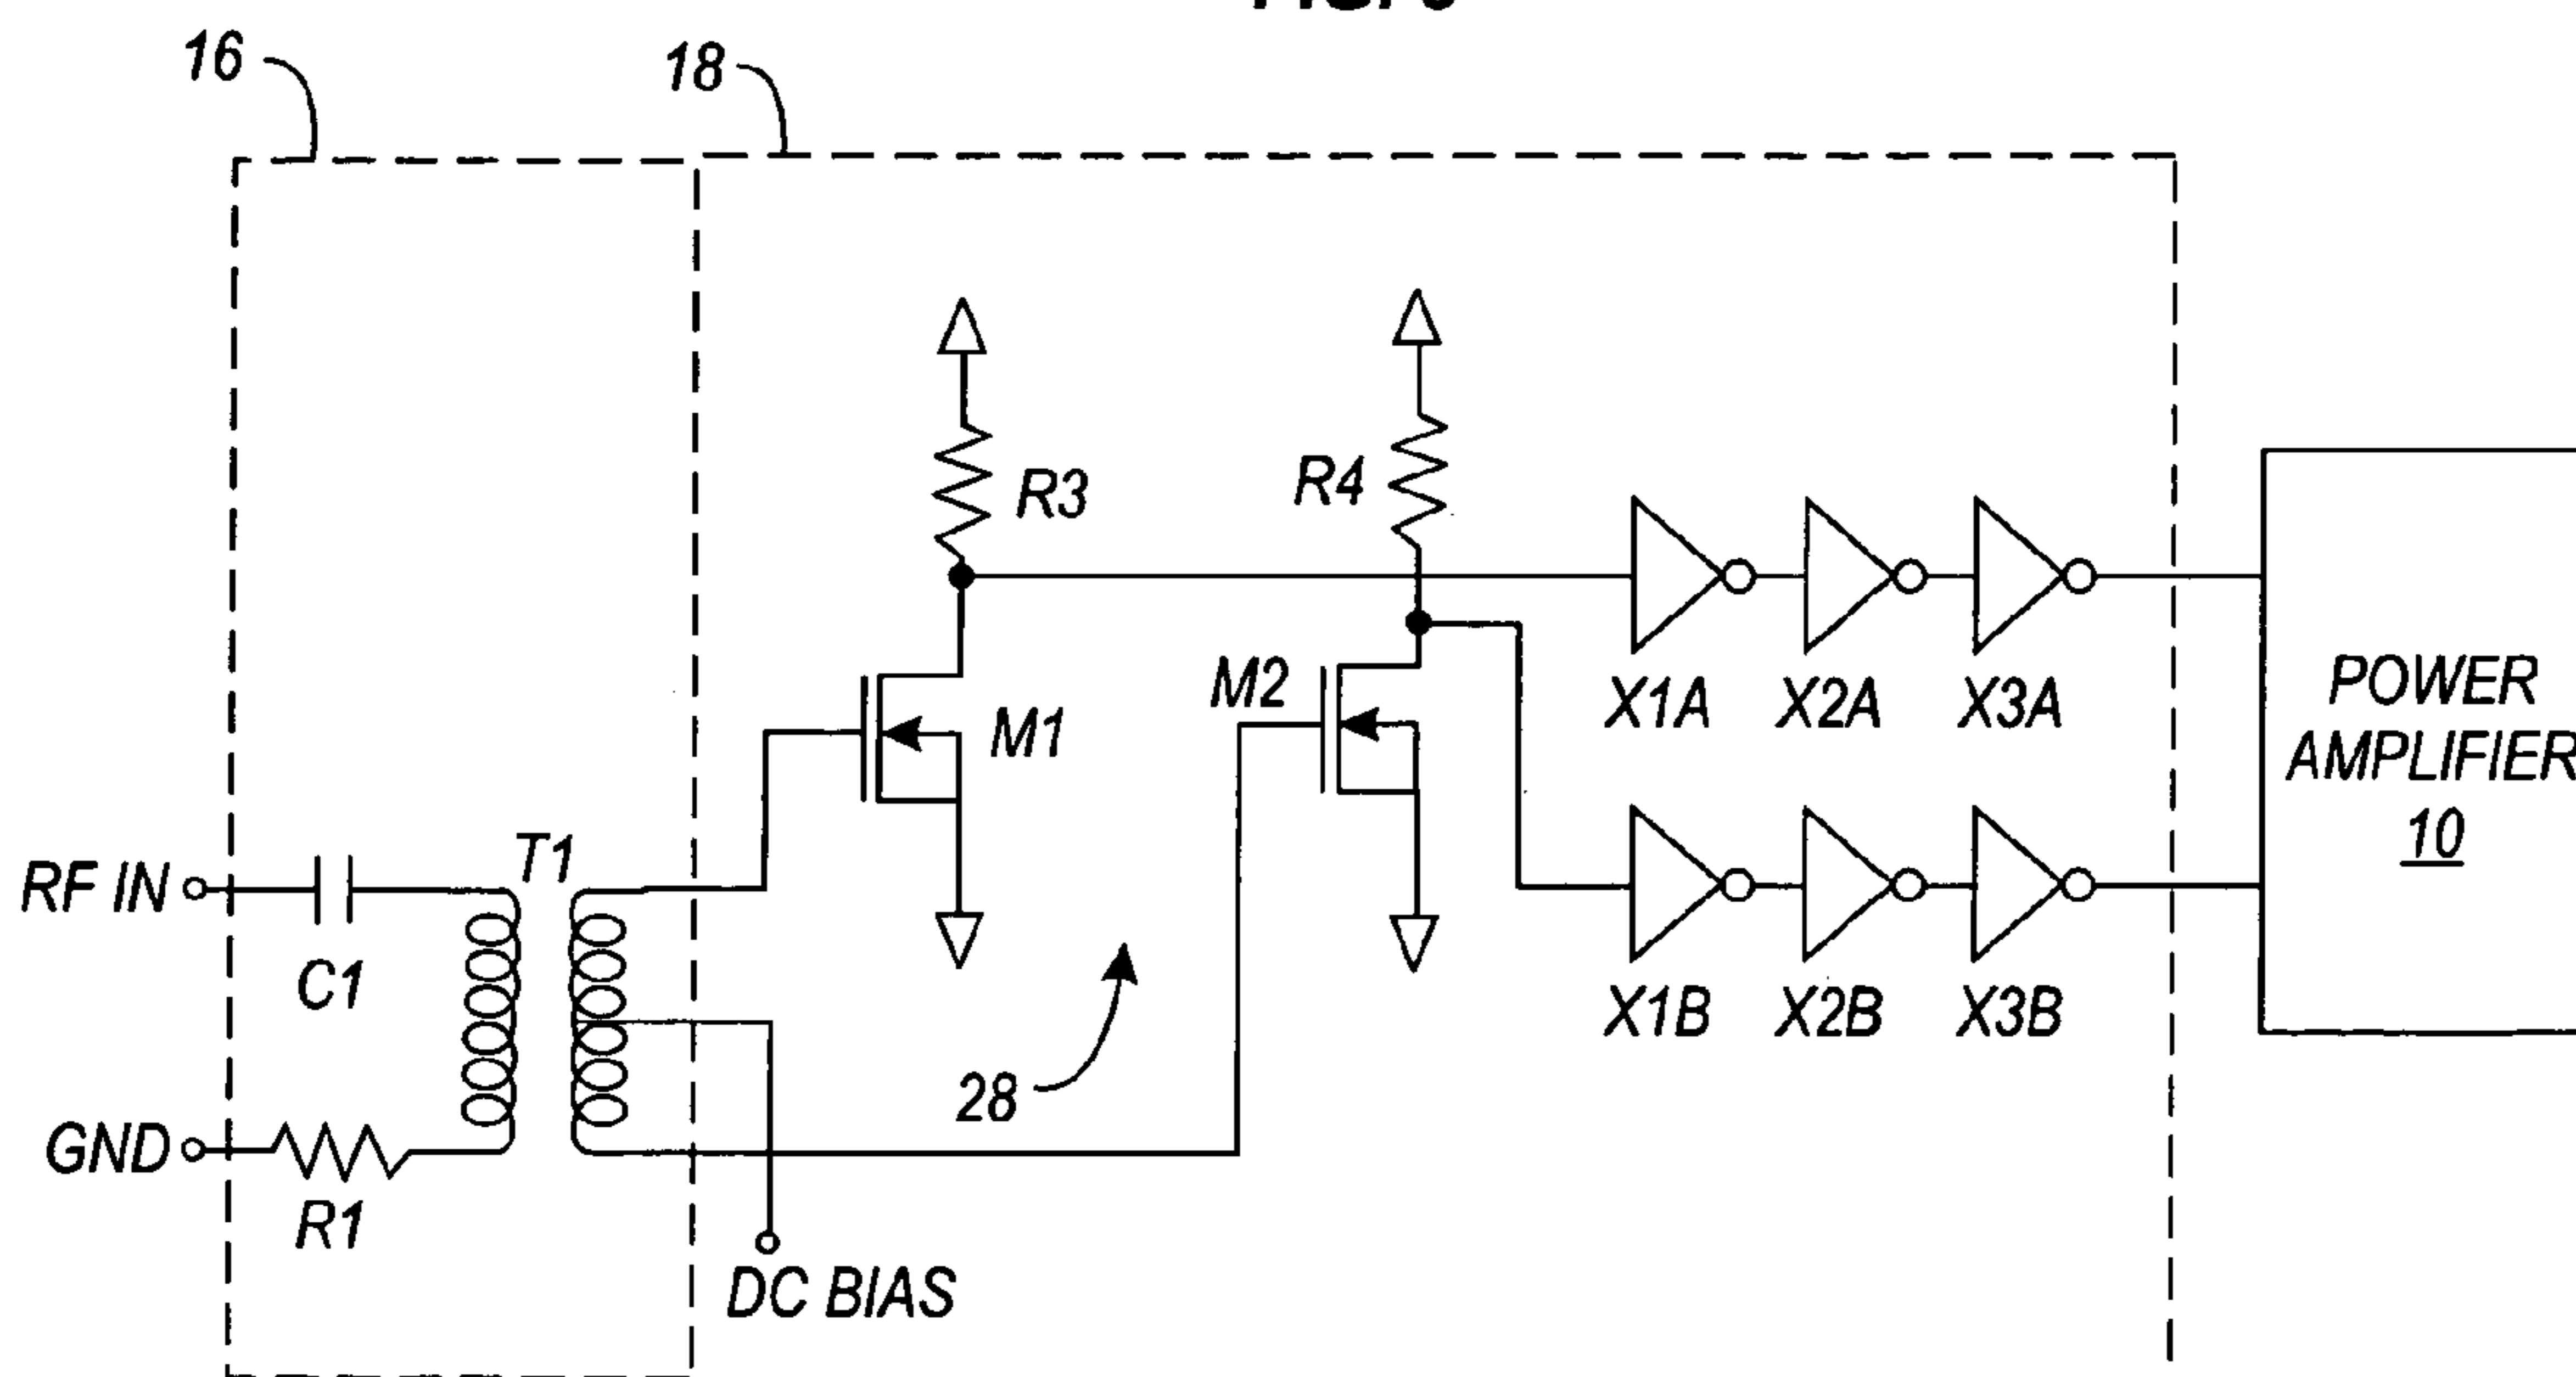 16
18
R3
R4
M1
M2
X1A X2A X3A
POWER
AMPLIFIER
10
RF IN
T1
C1
X1B X2B X3B
28
GND
R1
DC BIAS